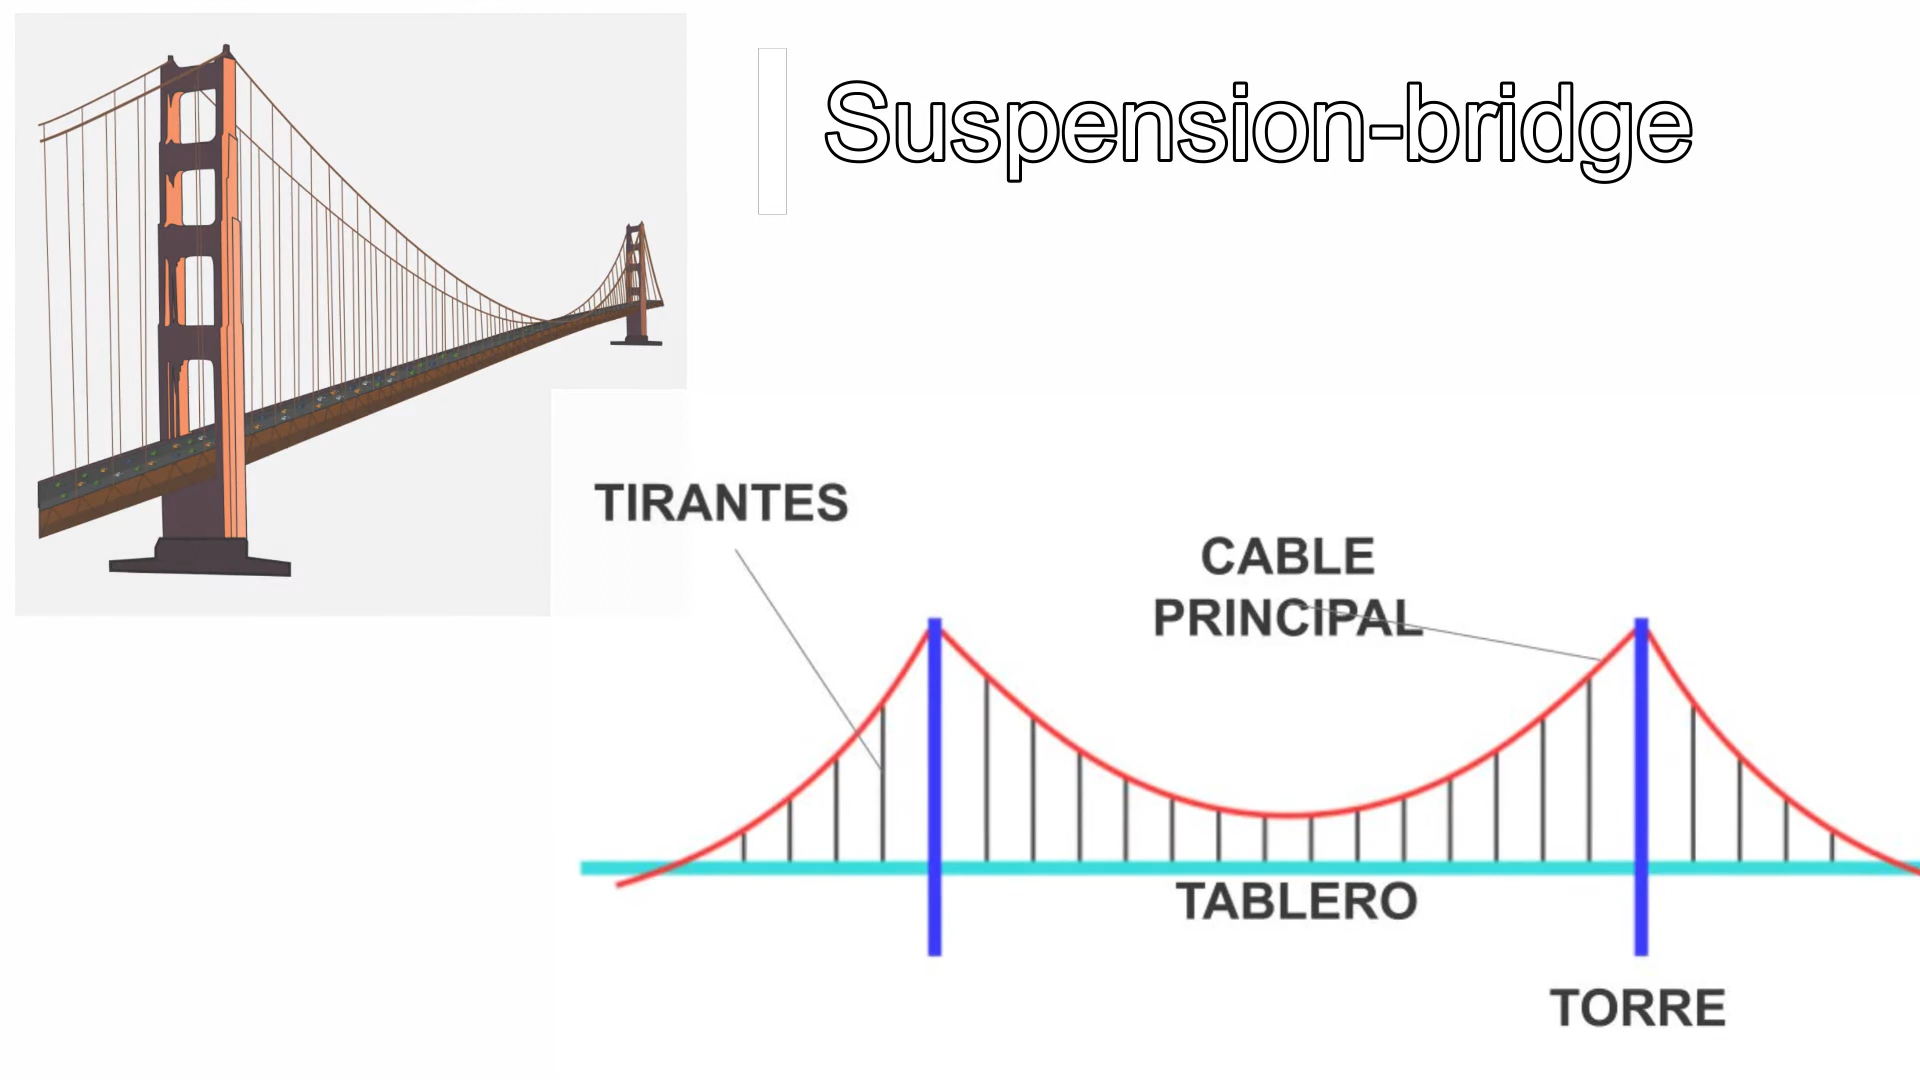 Suspension-bridge
TIRANTES
CABLE
PRINCIPAL
TABLERO
TORRE